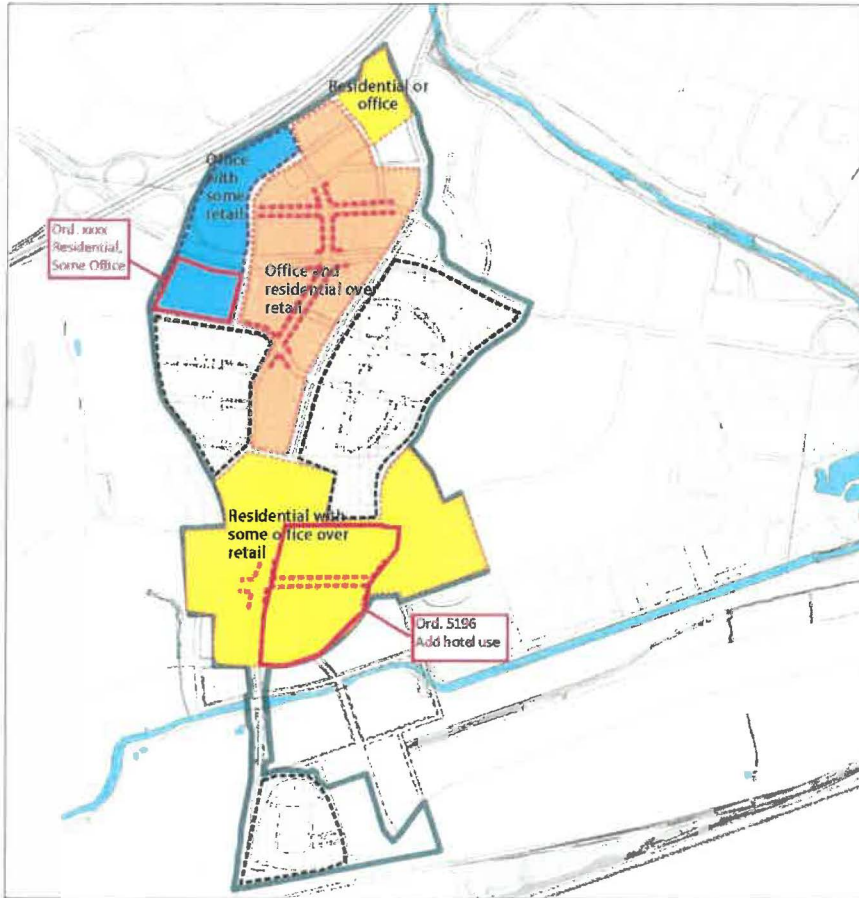 Residential or
office
Office
with
some
retail
Ord. xxxx
Residential,
Some Office
Office and
residential over
retail
Residential with
some office over
retail
Ord. 5196
Add hotel use